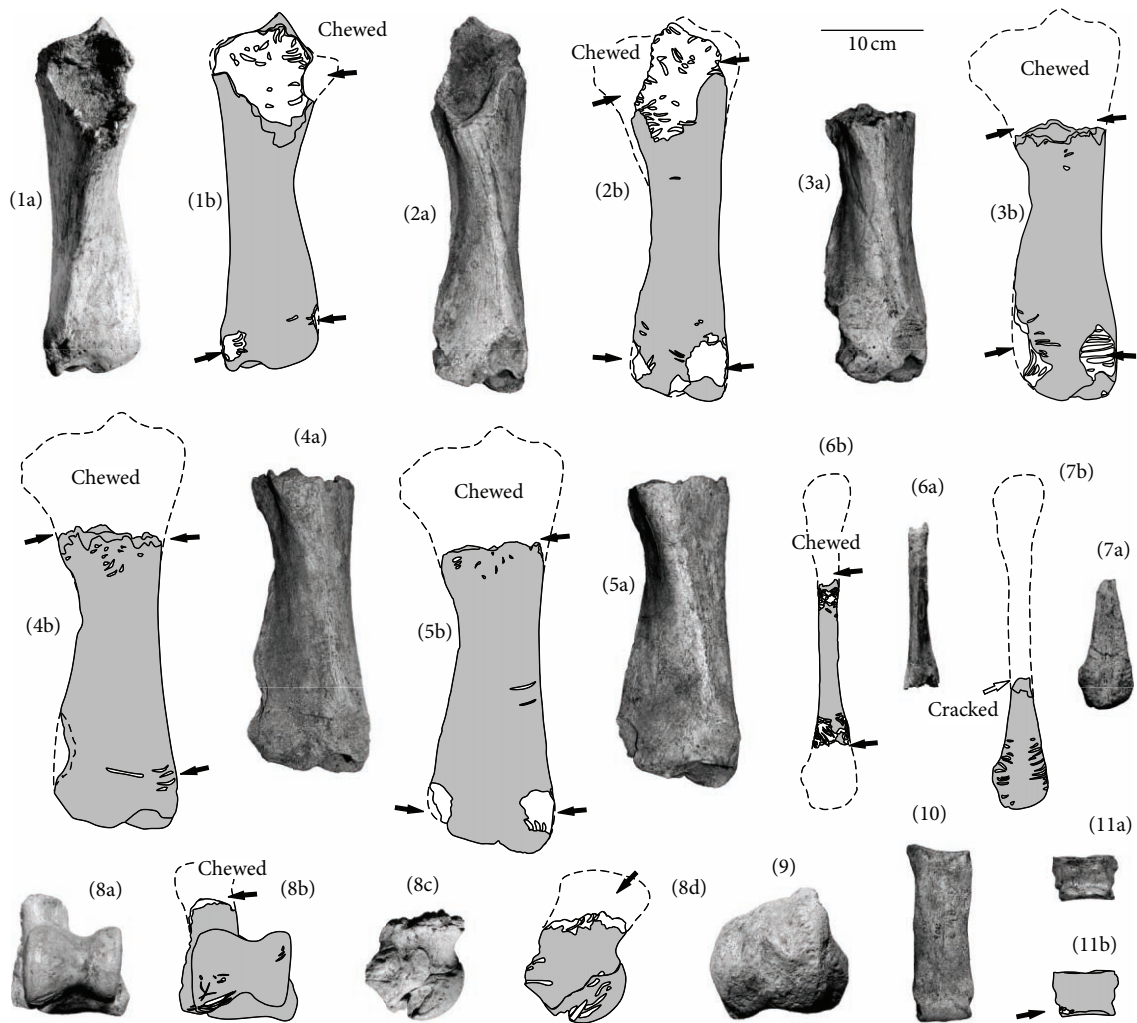 Chewed
(1a)
(1b)
(2a)
Chewed
(2b)
10 cm
(3a)
Chewed
(3b)
Chewed
(4a)
(4b)
Chewed
(5b)
(5a)
(6b)
Chewed
(6a)
(7b)
(7a)
Cracked
(8a)
Chewed
(8b)
(8c)
(8d)
(9)
(10)
(11a)
(11b)